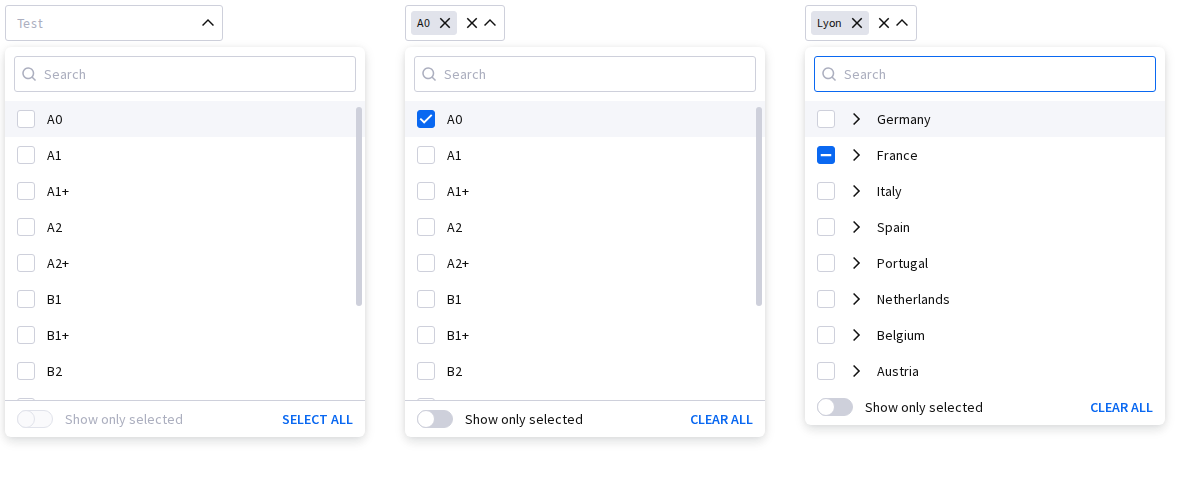 Test
Search
A0
A1
A1+
A2
A2+
B1
B1+
B2
Show only selected SELECT ALL
A0
Search
A0
A1
A1+
A2
A2+
B1
B1+
B2
Show only selected CLEAR ALL
Lyon
Search
Germany
France
Italy
Spain
Portugal
Netherlands
Belgium
Austria
Show only selected CLEAR ALL